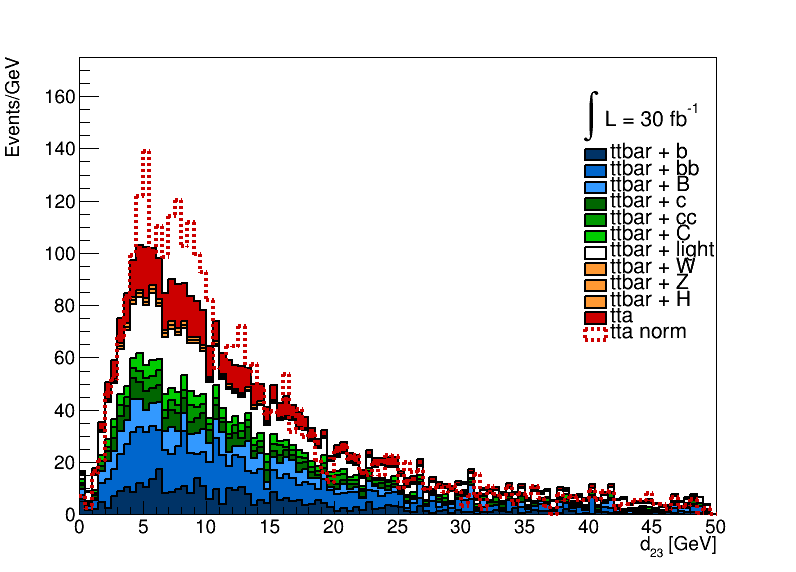 Events/GeV
160
140
120
100
80
60
40
20
0
∫ L = 30 fb-1
ttbar + b
ttbar + bb
ttbar + B
ttbar + c
ttbar + cc
ttbar + C
ttbar + light
ttbar + W
ttbar + Z
ttbar + H
tta
tta norm
0 5 10 15 20 25 30 35 40 45 50
d23 [GeV]